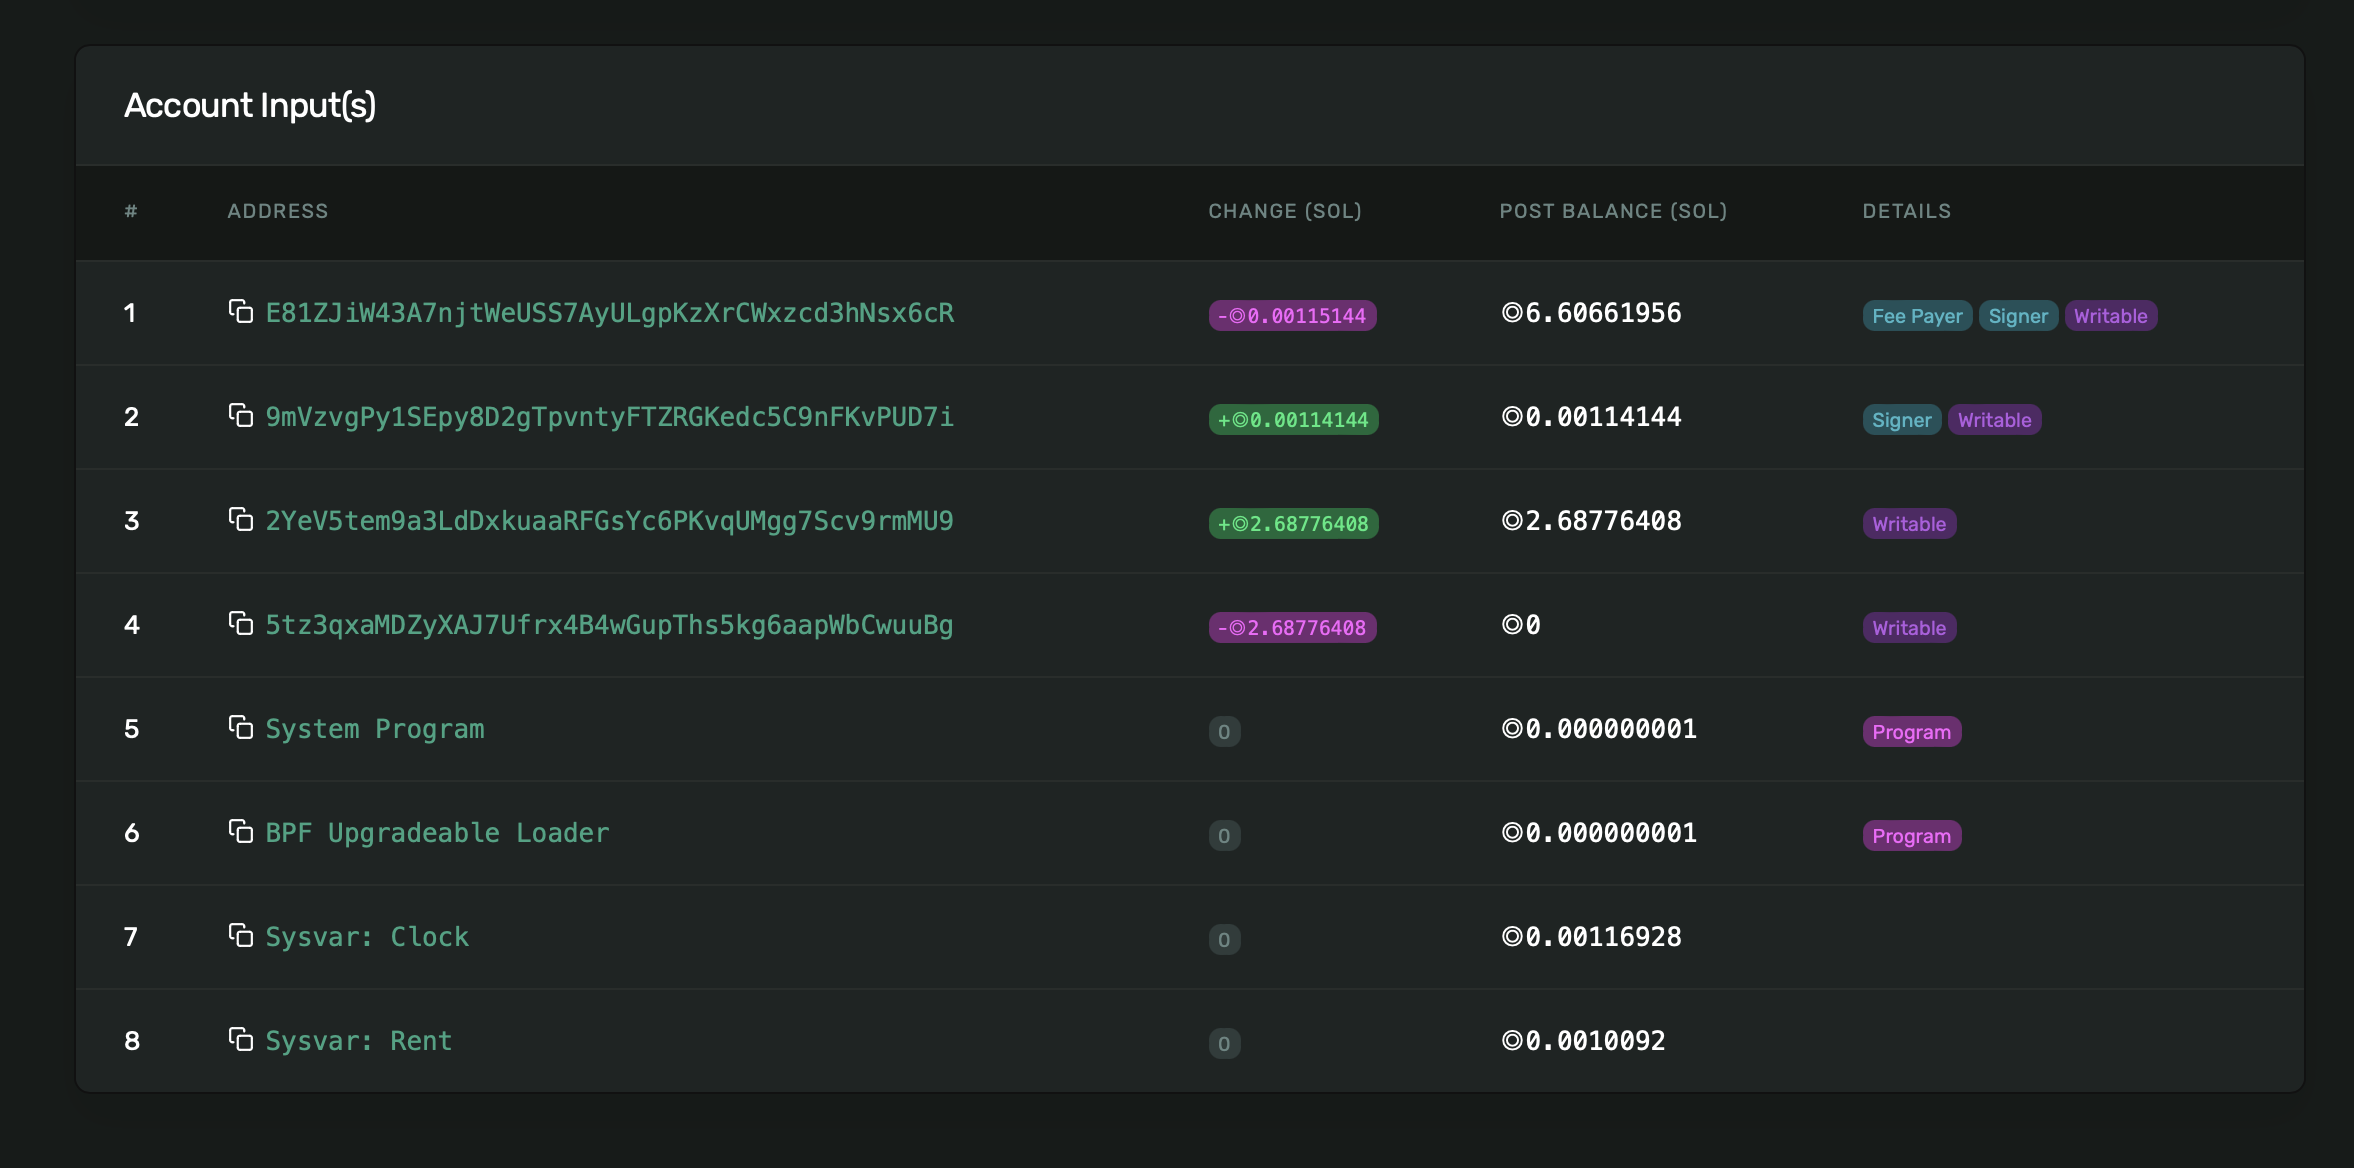 Account Input(s)
# ADDRESS CHANGE (SOL) POST BALANCE (SOL) DETAILS
1 E81ZJiW43A7njtWeUSS7AyULgpKzXrCWxzcd3hNsx6cR -◎0.00115144 ◎6.60661956 Fee Payer Signer Writable
2 9mVzvgPy1SEpy8D2gTpvntyFTZRGKedc5C9nFKvPUD7i +◎0.00114144 ◎0.00114144 Signer Writable
3 2YeV5tem9a3LdDxkuaaRFGsYc6PKvqUMgg7Scv9rmMU9 +◎2.68776408 ◎2.68776408 Writable
4 5tz3qxaMDZyXAJ7Ufrx4B4wGupThs5kg6aapWbCwuuBg -◎2.68776408 ◎0 Writable
5 System Program 0 ◎0.000000001 Program
6 BPF Upgradeable Loader 0 ◎0.000000001 Program
7 Sysvar: Clock 0 ◎0.00116928
8 Sysvar: Rent 0 ◎0.0010092